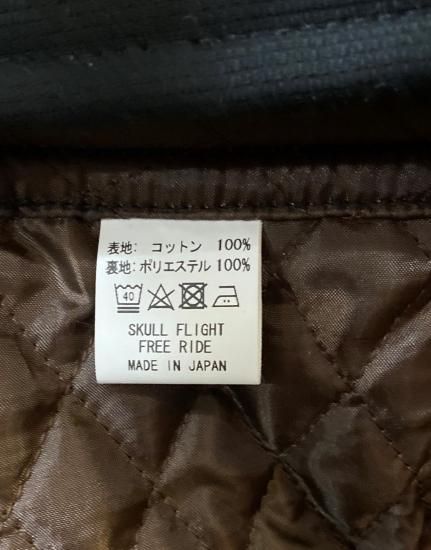 表地: コットン 100%
裏地: ポリエステル 100%
40
SKULL FLIGHT
FREE RIDE
MADE IN JAPAN